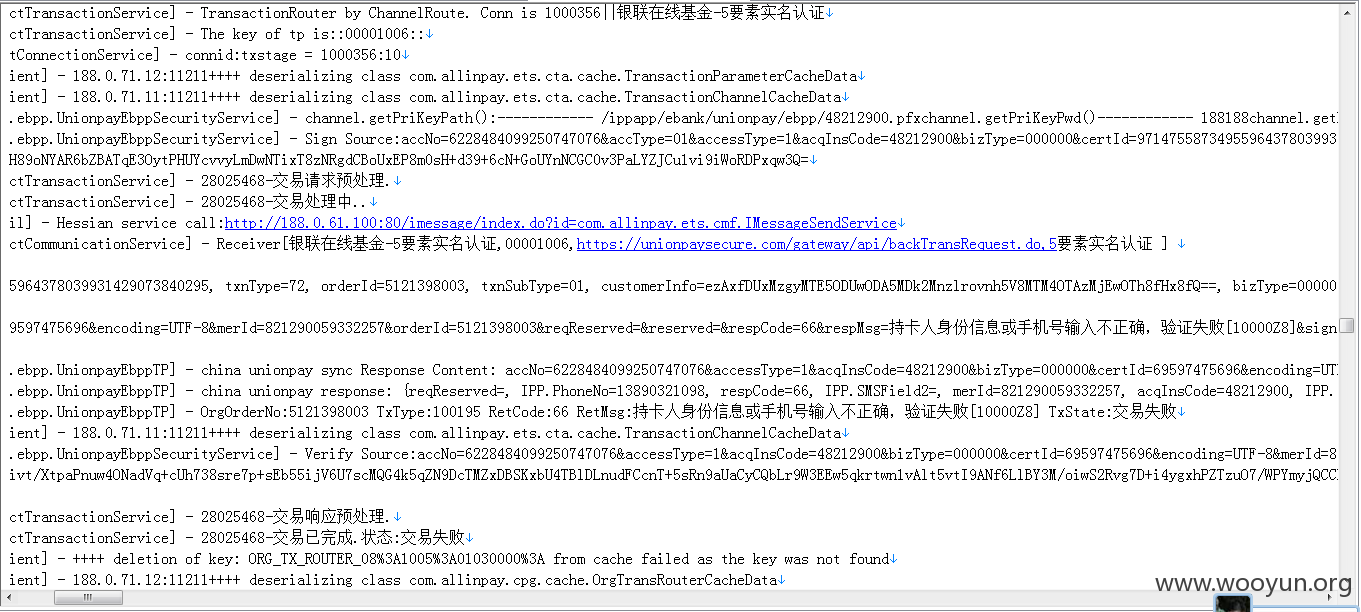 ctTransactionService] - TransactionRouter by ChannelRoute. Conn is 1000356||银联在线基金-5要素实名认证↓
ctTransactionService] - The key of tp is::00001006::↓
tConnectionService] - connid:txstage = 1000356:10↓
ient] - 188.0.71.12:11211++++ deserializing class com.allinpay.ets.cta.cache.TransactionParameterCacheData↓
ient] - 188.0.71.11:11211++++ deserializing class com.allinpay.ets.cta.cache.TransactionChannelCacheData↓
.ebpp.UnionpayEbppSecurityService] - channel.getPriKeyPath():------------ /ippapp/ebank/unionpay/ebpp/48212900.pfxchannel.getPriKeyPwd()------------ 188188channel.getl
.ebpp.UnionpayEbppSecurityService] - Sign Source:accNo=6228484099250747076&accType=01&accessType=1&acqInsCode=48212900&bizType=000000&certId=971475587349559643780399 3
H89oNYAR6bZBATqE3OytPHUYcvvyLmDwNTixT8zNRgdCBoUxEP8m0sH+d39+6cN+GoUYnNCGC0v3PaLYZJCu1vi9iWoRDPxqw3Q=↓
ctTransactionService] - 28025468-交易请求预处理.↓
ctTransactionService] - 28025468-交易处理中..↓
il] - Hessian service call:http://188.0.61.100:80/imessage/index.do?id=com.allinpay.ets.cmf.IMessageSendService↓
ctCommunicationService] - Receiver[银联在线基金-5要素实名认证,00001006,https://unionpaysecure.com/gateway/api/backTransRequest.do,5要素实名认证 ] ↓
5964378039931429073840295, txnType=72, orderId=5121398003, txnSubType=01, customerInfo=ezAxfDUxMzgyMTE5ODUwODA5MDk2Mnzlrovnh5V8MTM4OTAzMjEwOTh8fHx8fQ==, bizType=00000
9597475696&encoding=UTF-8&merId=821290059332257&orderId=5121398003&reqReserved=&reserved=&respCode=66&respMsg=持卡人身份信息或手机号输入不正确，验证失败[10000Z8]&sign
.ebpp.UnionpayEbppTP] - china unionpay sync Response Content: accNo=6228484099250747076&accessType=1&acqInsCode=48212900&bizType=000000&certId=69597475696&encoding=UT
.ebpp.UnionpayEbppTP] - china unionpay response: {reqReserved=, IPP.PhoneNo=13890321098, respCode=66, IPP.SMSField2=, merId=821290059332257, acqInsCode=48212900, IPP.
.ebpp.UnionpayEbppTP] - OrgOrderNo:5121398003 TxType:100195 RetCode:66 RetMsg:持卡人身份信息或手机号输入不正确，验证失败[10000Z8] TxState:交易失败↓
ient] - 188.0.71.11:11211++++ deserializing class com.allinpay.ets.cta.cache.TransactionChannelCacheData↓
.ebpp.UnionpayEbppSecurityService] - Verify Source:accNo=6228484099250747076&accessType=1&acqInsCode=48212900&bizType=000000&certId=69597475696&encoding=UTF-8&merId=8
ivt/XtpaPnuw4ONadVq+cUh738sre7p+sEb55ijV6U7scMQG4k5qZN9DcTMZxDBSKxbU4TBlDLnudFCcnT+5sRn9aUaCyCQbLr9W3EEw5qkrtwn1vAlt5vtI9ANf6LlBY3M/oiwS2Rvg7D+i4ygxhPZTzuO7/WPYmyjQCC
ctTransactionService] - 28025468-交易响应预处理.↓
ctTransactionService] - 28025468-交易已完成.状态:交易失败↓
ient] - ++++ deletion of key: ORG_TX_ROUTER_08%3A1005%3A01030000%3A from cache failed as the key was not found↓
ient] - 188.0.71.12:11211++++ deserializing class com.allinpay.cpg.cache.OrgTransRouterCacheData↓
www.wooyun.org